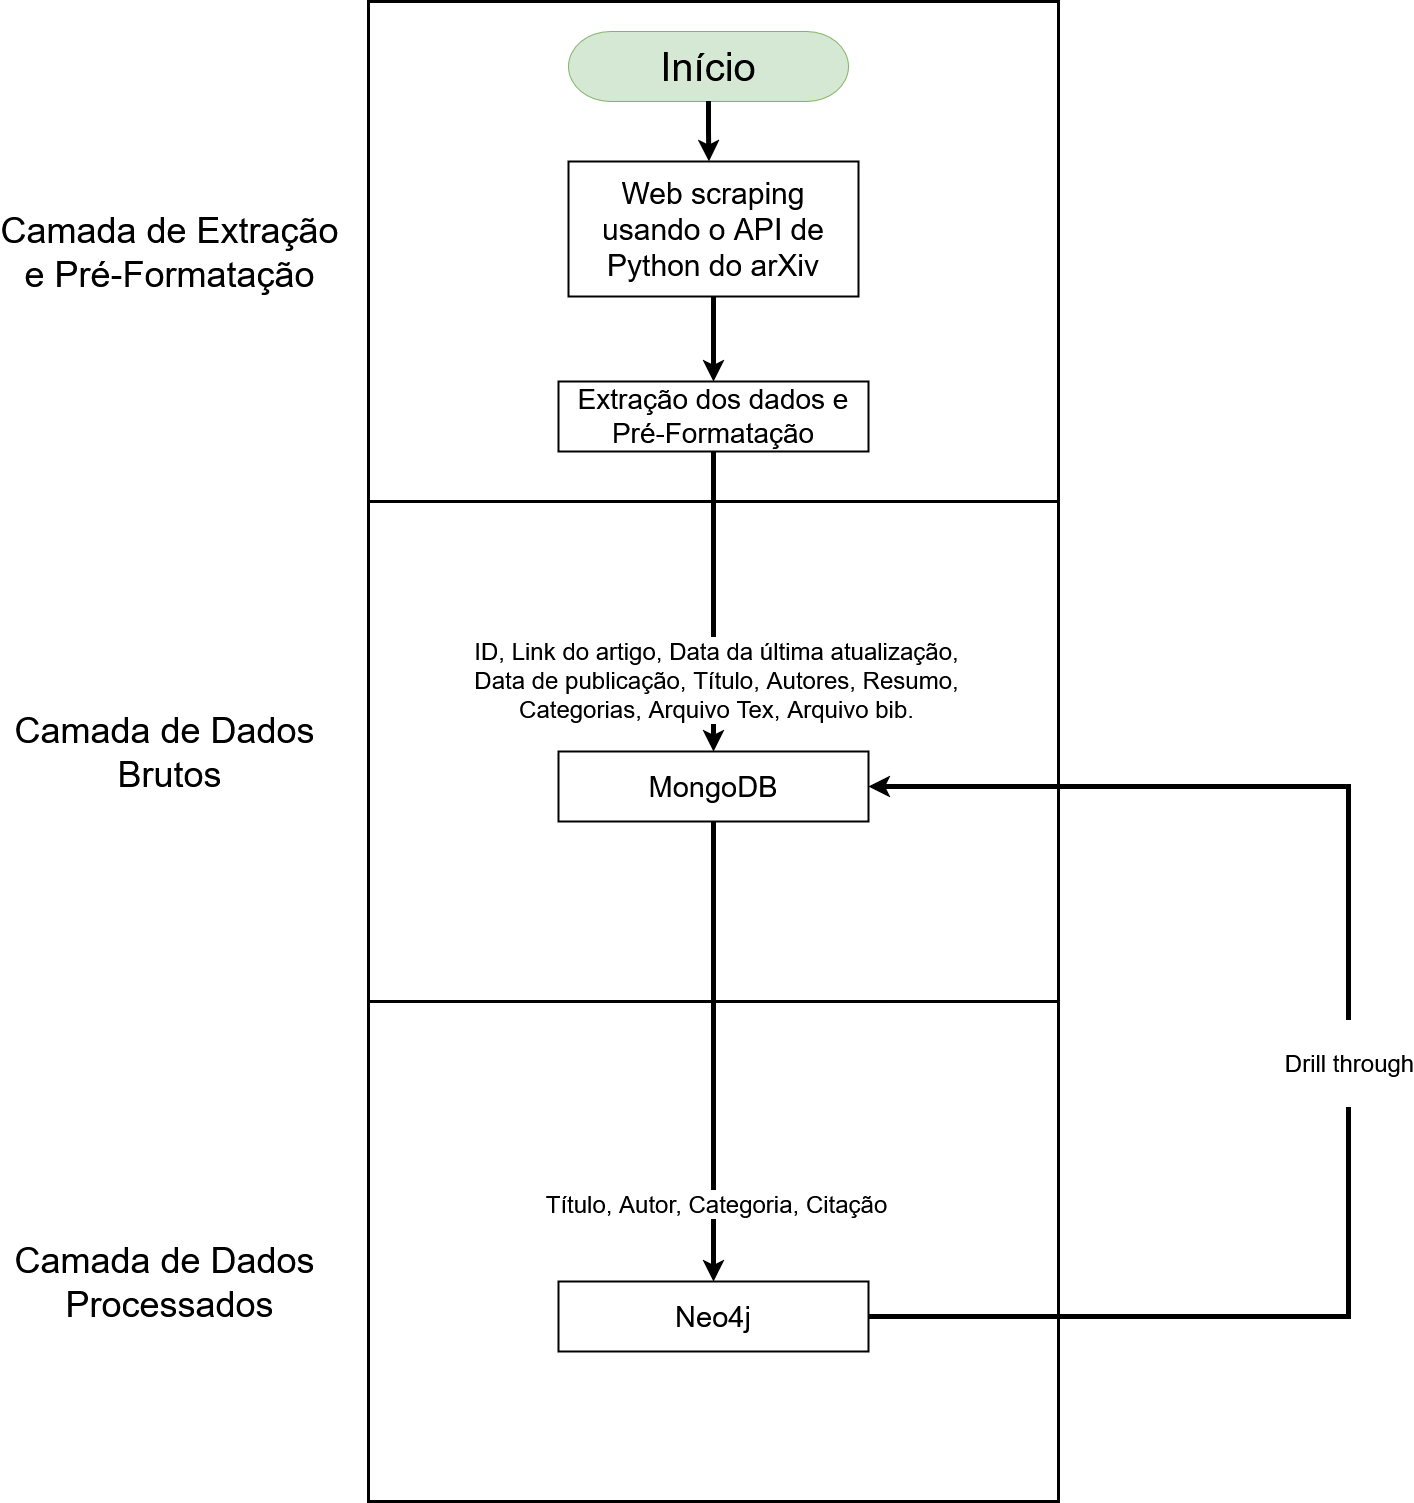 Início
Web scraping
usando o API de
Python do arXiv
Camada de Extração
e Pré-Formatação
Extração dos dados e
Pré-Formatação
ID, Link do artigo, Data da última atualização,
Data de publicação, Título, Autores, Resumo,
Categorias, Arquivo Tex, Arquivo bib.
Camada de Dados
Brutos
MongoDB
Drill through
Título, Autor, Categoria, Citação
Camada de Dados
Processados
Neo4j